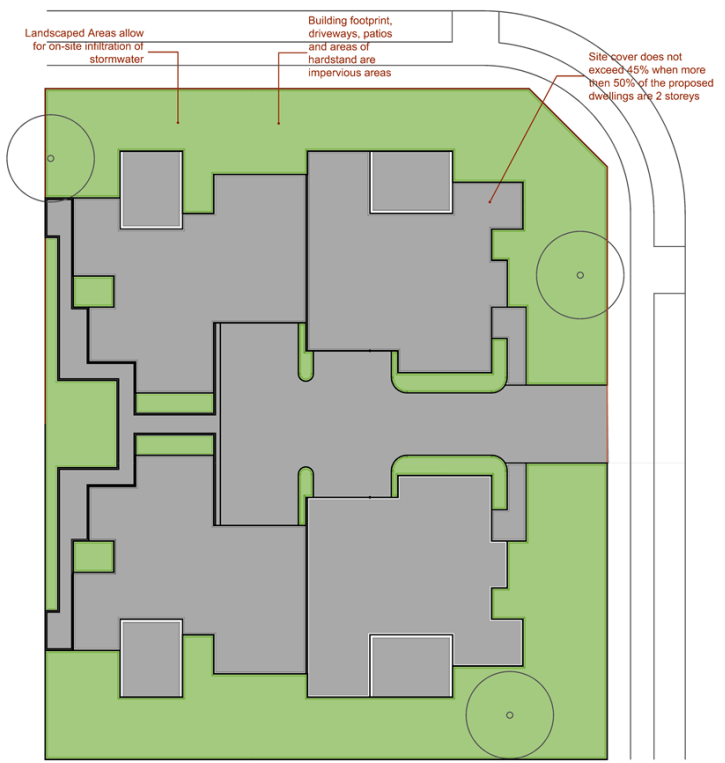 Landscaped Areas allow
for on-site infiltration of
stormwater
Building footprint,
driveways, patios
and areas of
hardstand are
impervious areas
Site cover does not
exceed 45% when more
then 50% of the proposed
dwellings are 2 storeys